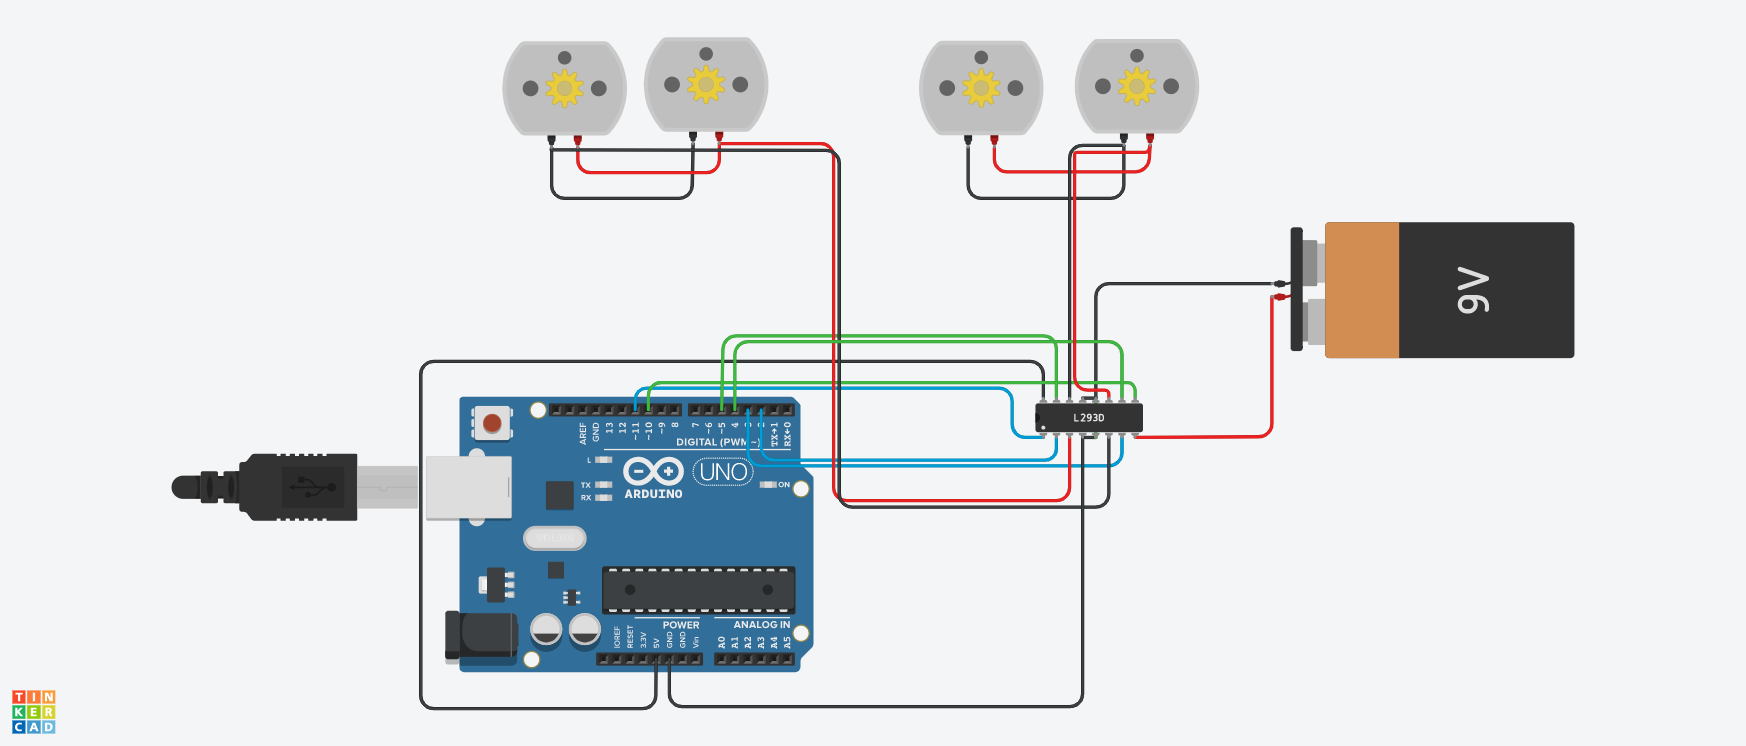 9V
L293D
AREF
GND
13
12
~11
~10
~9
8
7
~6
~5
4
TX→1
RX←0
DIGITAL (PWM ~)
L
TX
RX
ARDUINO
UNO
ON
POWER
ANALOG IN
IOREF
RESET
3.3V
5V
GND
GND
Vin
A0
A1
A2
A3
A4
A5
TIN
KER
CAD